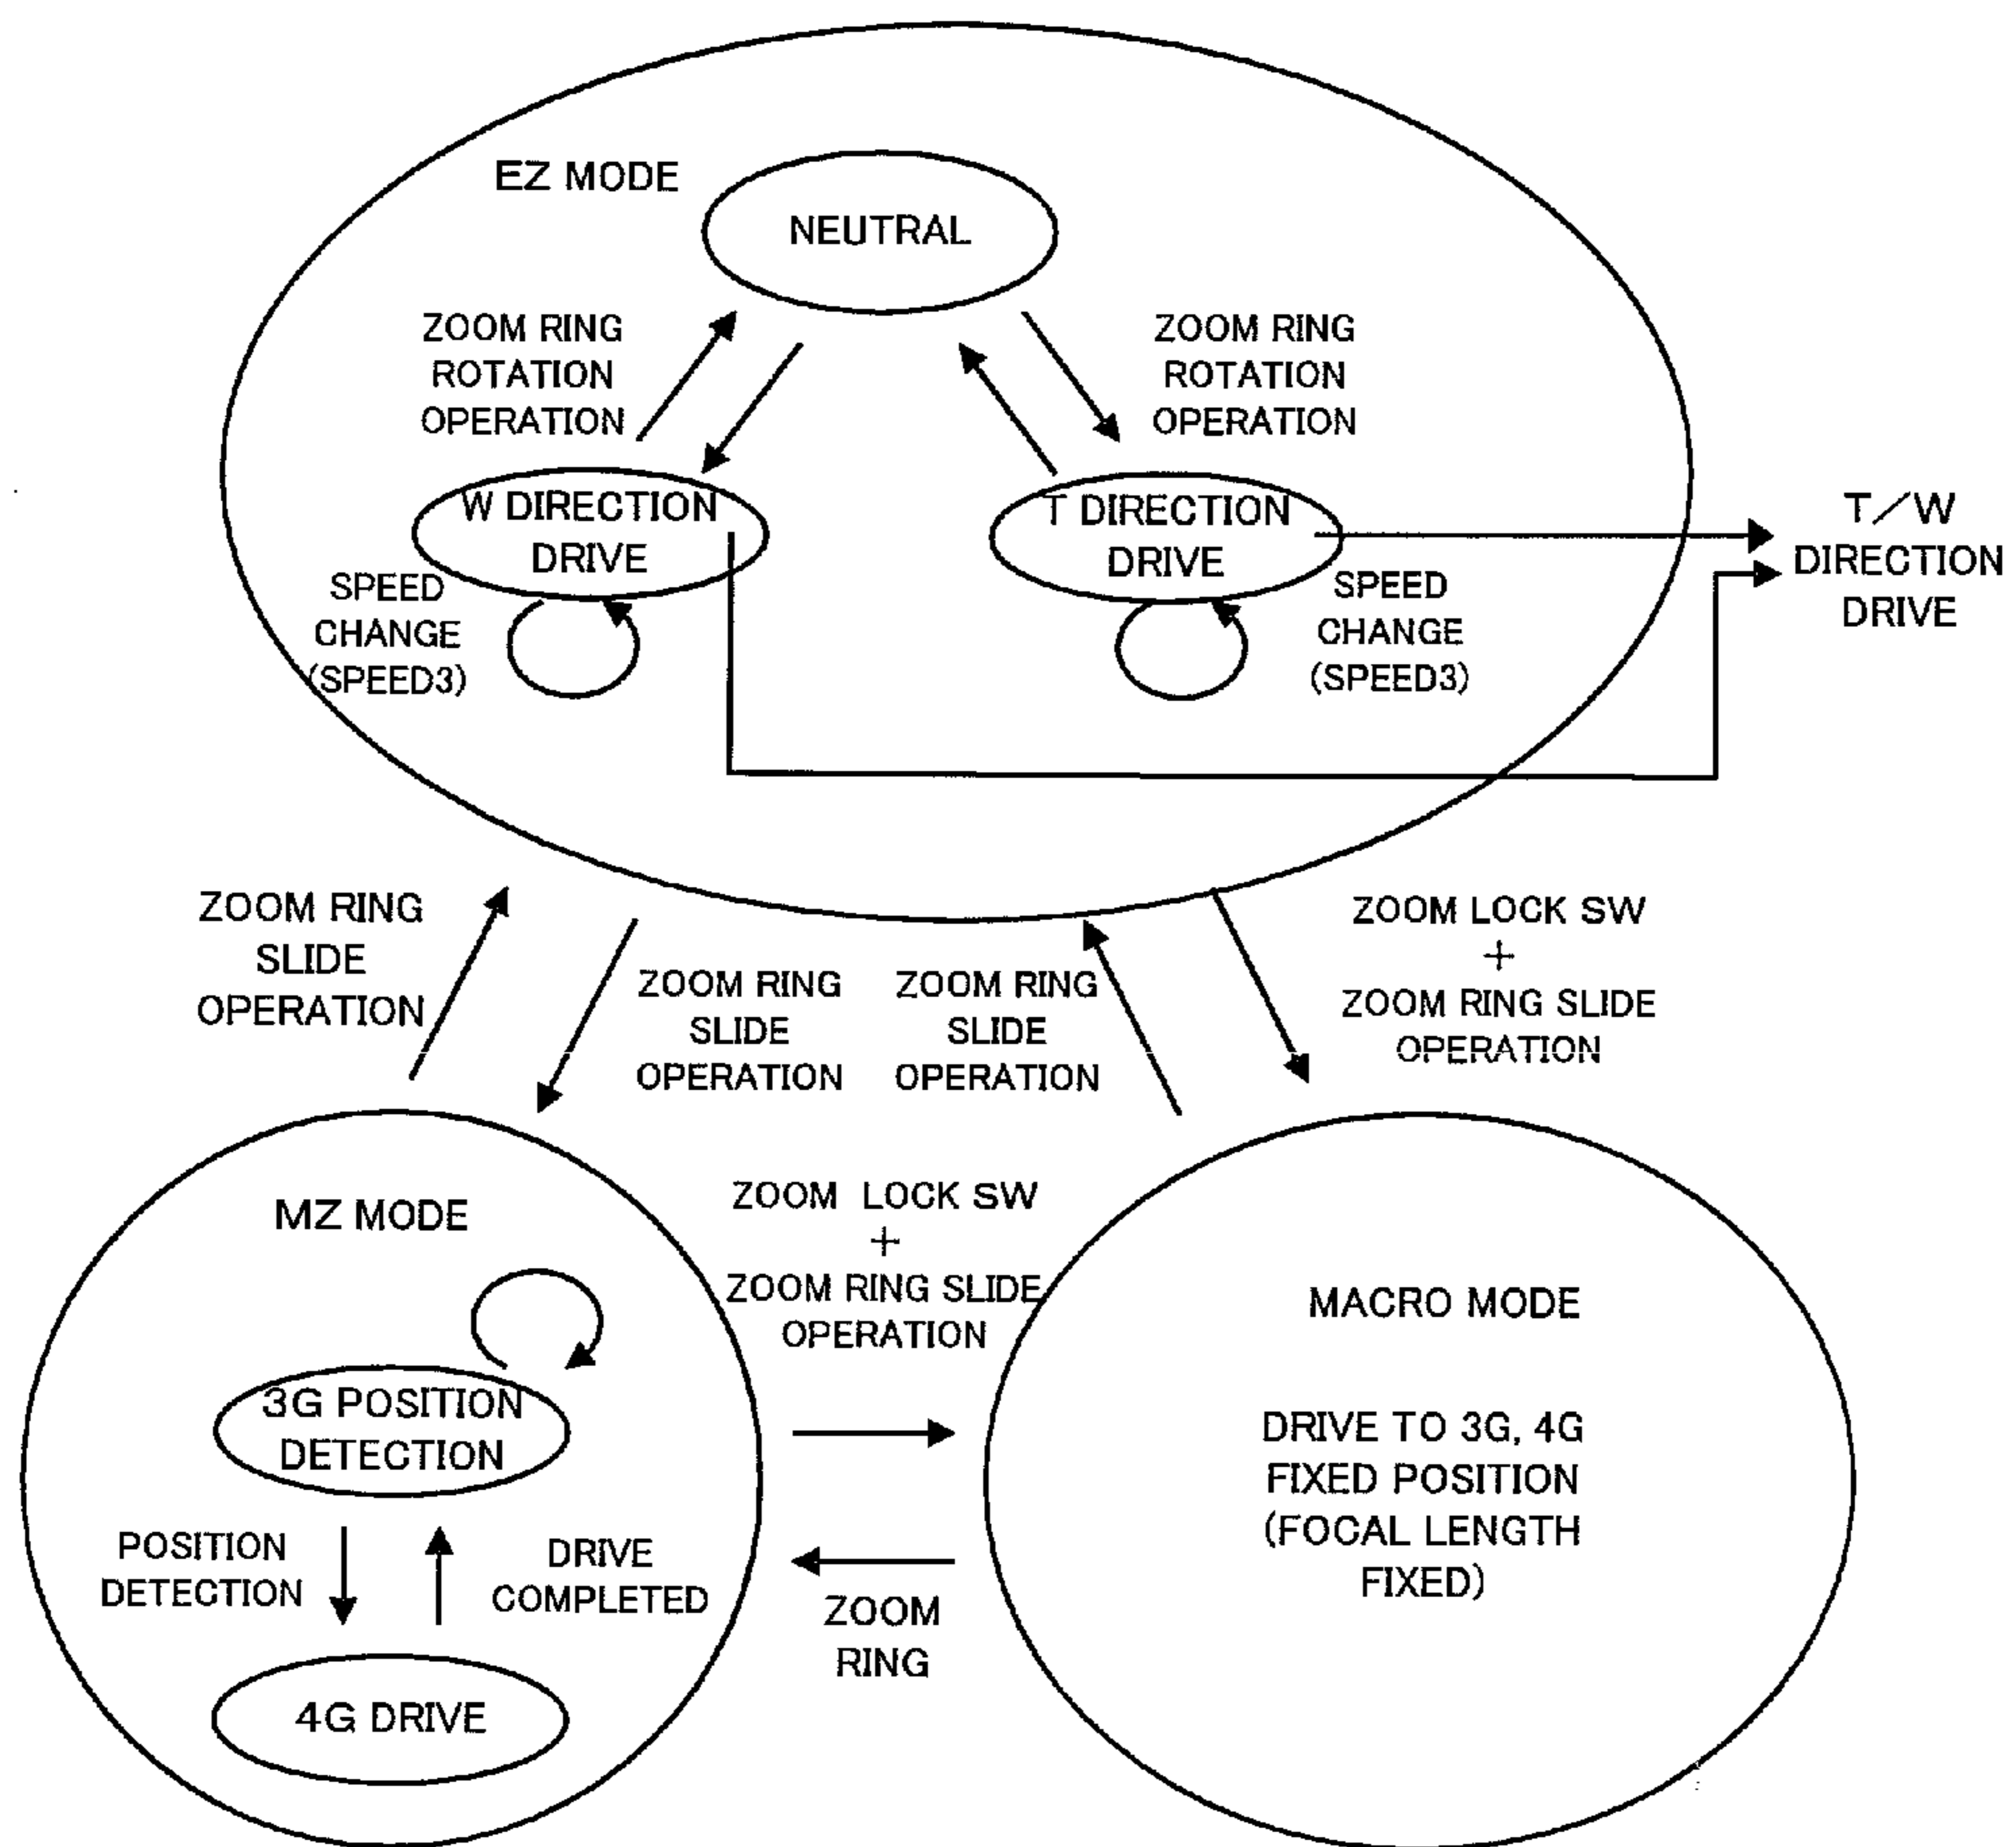 EZ MODE
NEUTRAL
ZOOM RING
ROTATION
OPERATION
ZOOM RING
ROTATION
OPERATION
W DIRECTION
DRIVE
T DIRECTION
DRIVE
T/W
DIRECTION
DRIVE
SPEED
CHANGE
(SPEED3)
SPEED
CHANGE
(SPEED3)
ZOOM RING
SLIDE
OPERATION
ZOOM RING
SLIDE
OPERATION
ZOOM RING
SLIDE
OPERATION
ZOOM LOCK SW
+
ZOOM RING SLIDE
OPERATION
MZ MODE
ZOOM LOCK SW
+
ZOOM RING SLIDE
OPERATION
MACRO MODE
3G POSITION
DETECTION
DRIVE TO 3G, 4G
FIXED POSITION
(FOCAL LENGTH
FIXED)
POSITION
DETECTION
DRIVE
COMPLETED
ZOOM
RING
4G DRIVE